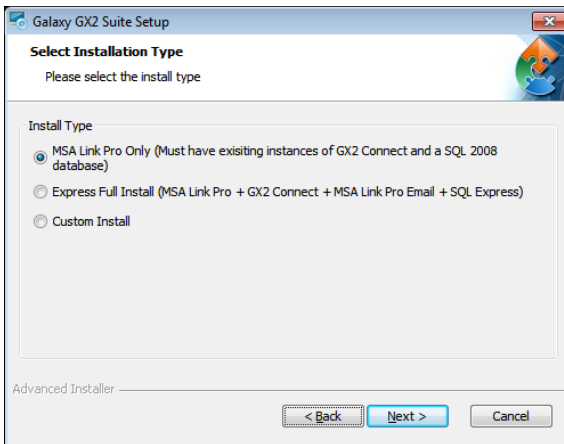 Galaxy GX2 Suite Setup
Select Installation Type
Please select the install type
Install Type
MSA Link Pro Only (Must have exisiting instances of GX2 Connect and a SQL 2008
database)
Express Full Install (MSA Link Pro + GX2 Connect + MSA Link Pro Email + SQL Express)
Custom Install
Advanced Installer
< Back
Next >
Cancel